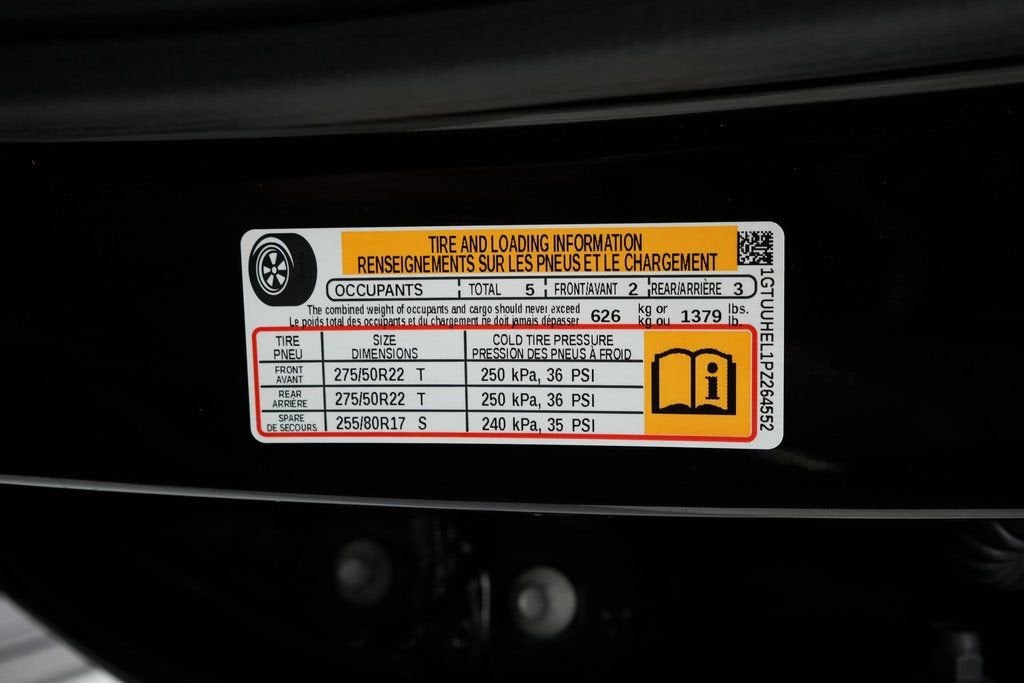 TIRE AND LOADING INFORMATION
RENSEIGNEMENTS SUR LES PNEUS ET LE CHARGEMENT
OCCUPANTS TOTAL 5 FRONT/AVANT 2 REAR/ARRIÈRE 3
The combined weight of occupants and cargo should never exceed 626 kg or 1379 lbs.
Le poids total des occupants et du chargement ne doit jamais dépasser kg ou lb.
TIRE SIZE COLD TIRE PRESSURE
PNEU DIMENSIONS PRESSION DES PNEUS À FROID
FRONT
AVANT 275/50R22 T 250 kPa, 36 PSI
REAR
ARRIÈRE 275/50R22 T 250 kPa, 36 PSI
SPARE
DE SECOURS 255/80R17 S 240 kPa, 35 PSI
i
1GTUUHEL1PZ264552